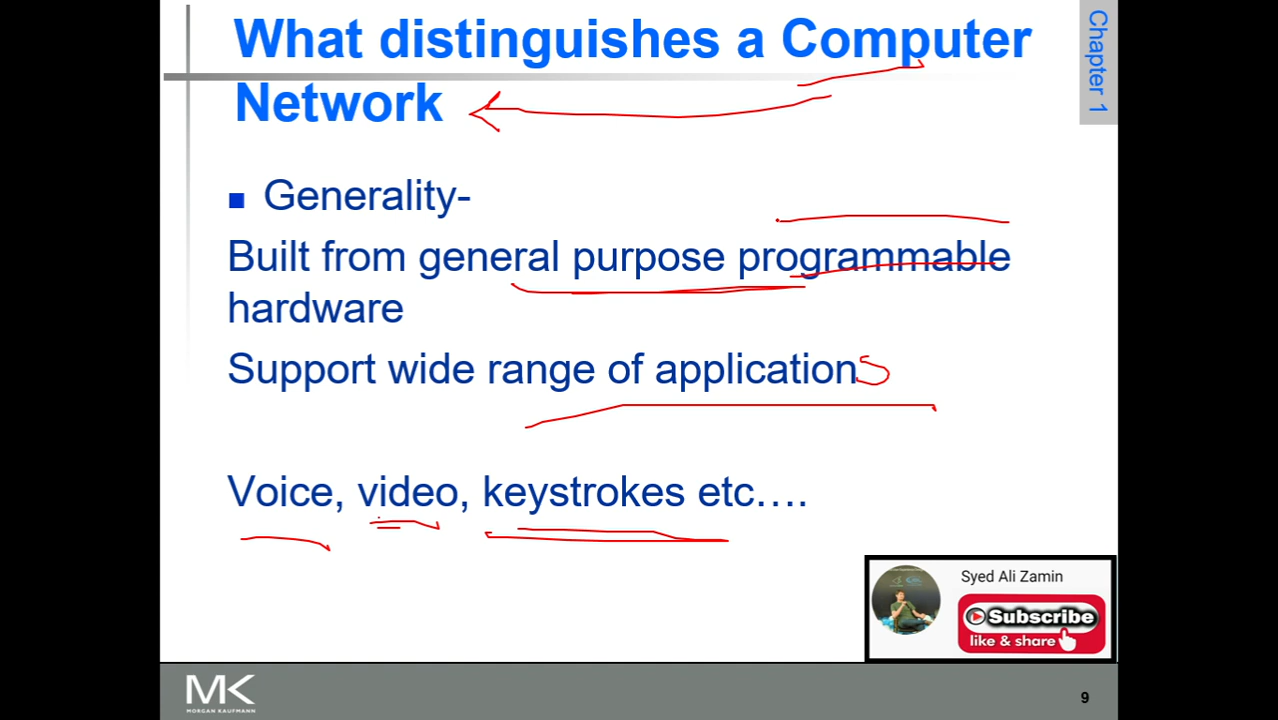 What distinguishes a Computer
Network
Chapter 1
Generality-
Built from general purpose programmable
hardware
Support wide range of applications
Voice, video, keystrokes etc….
Syed Ali Zamin
Subscribe
like & share
MK
MORGAN KAUFMANN
9